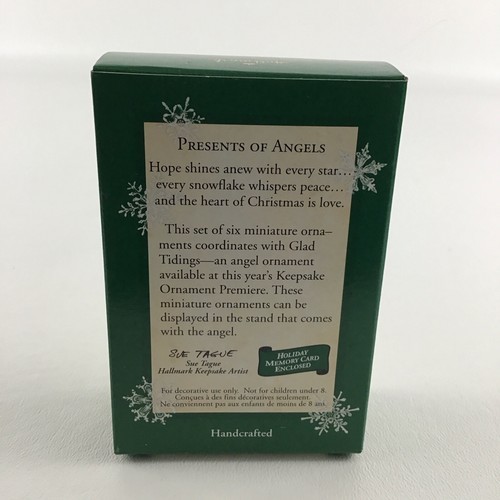 PRESENTS OF ANGELS
Hope shines anew with every star…
every snowflake whispers peace…
and the heart of Christmas is love.
This set of six miniature orna–
ments coordinates with Glad
Tidings—an angel ornament
available at this year's Keepsake
Ornament Premiere. These
miniature ornaments can be
displayed in the stand that comes
with the angel.
SUE TAGUE
Sue Tague
Hallmark Keepsake Artist
HOLIDAY
MEMORY CARD
ENCLOSED
For decorative use only. Not for children under 8.
Conçues à des fins décoratives seulement.
Ne conviennent pas aux enfants de moins de 8 ans.
Handcrafted